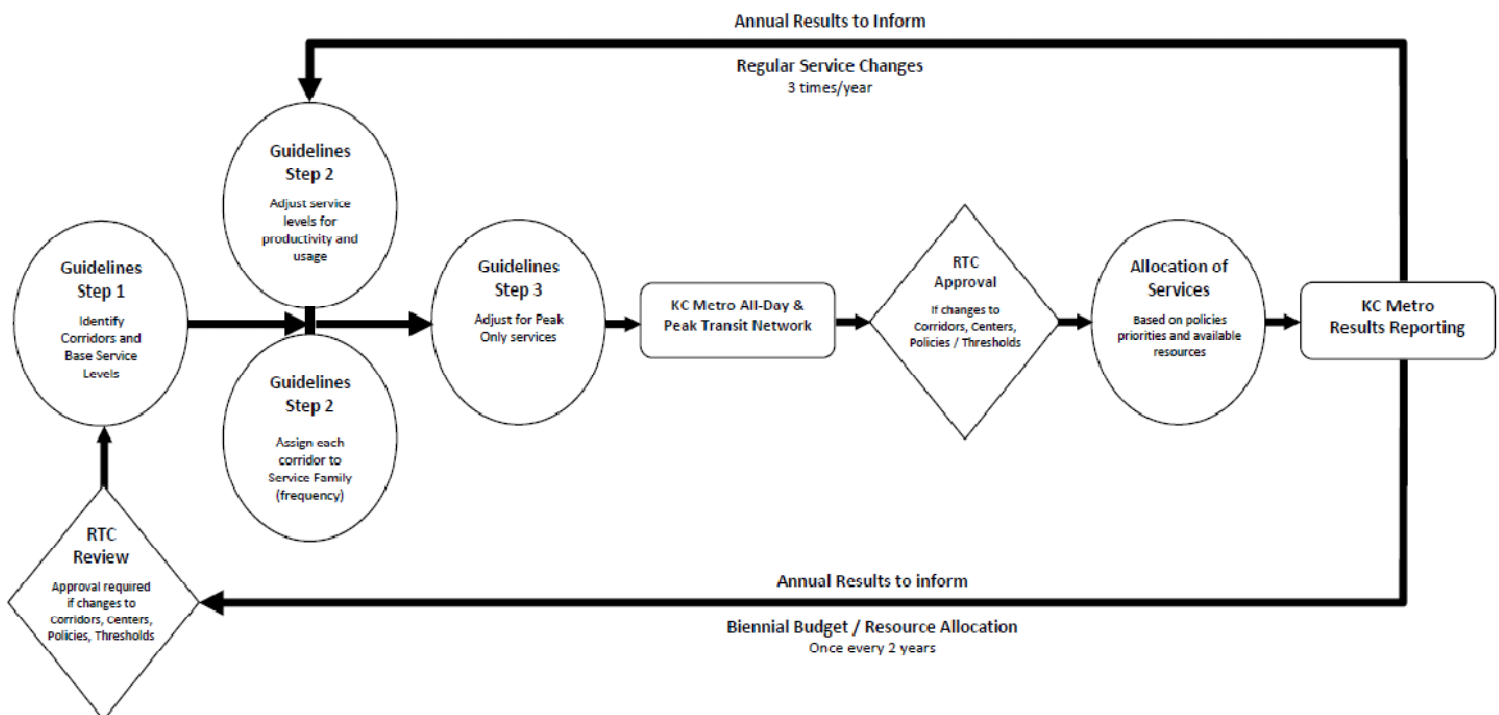 Annual Results to Inform
Regular Service Changes
3 times/year
Guidelines
Step 2
Adjust service
levels for
productivity and
usage
Guidelines
Step 1
Identify
Corridors and
Base Service
Levels
Guidelines
Step 2
Assign each
corridor to
Service Family
(frequency)
Guidelines
Step 3
Adjust for Peak
Only services
KC Metro All-Day &
Peak Transit Network
RTC
Approval
If changes to
Corridors, Centers,
Policies / Thresholds
Allocation of
Services
Based on policies
priorities and available
resources
KC Metro
Results Reporting
RTC
Review
Approval required
if changes to
Corridors, Centers,
Policies, Thresholds
Annual Results to inform
Biennial Budget / Resource Allocation
Once every 2 years